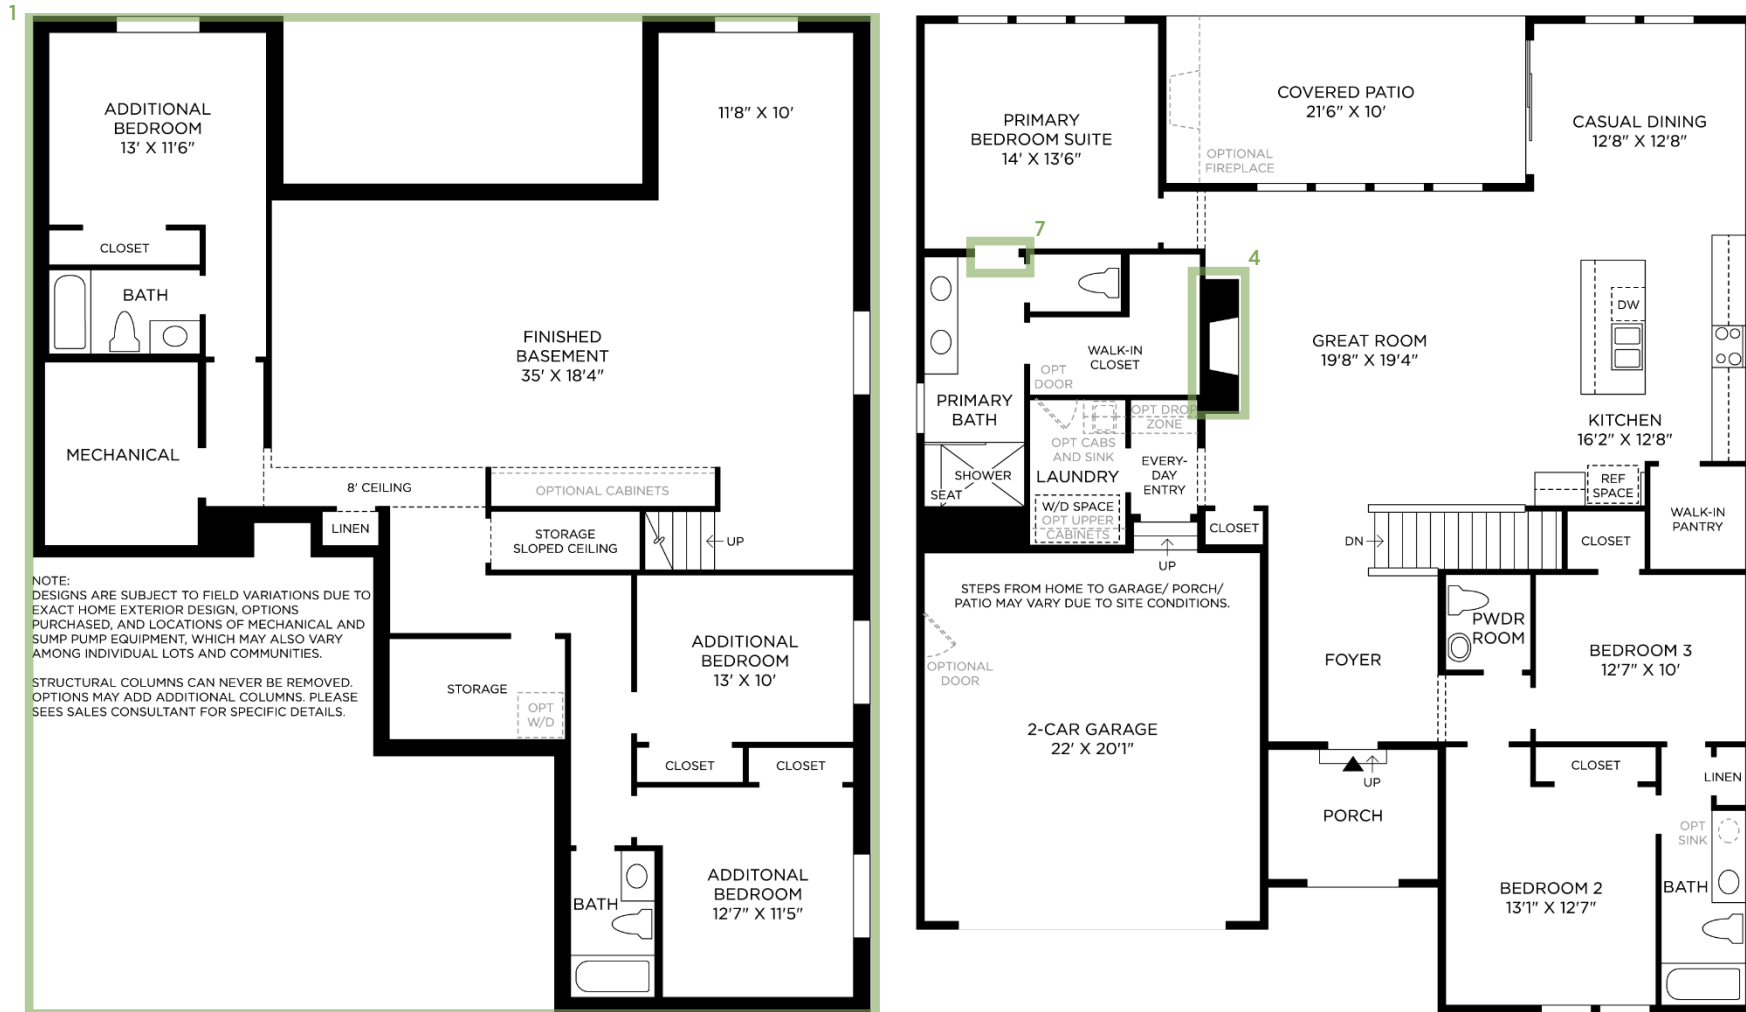 1
ADDITIONAL
BEDROOM
13' X 11'6"
11'8" X 10'
CLOSET
BATH
FINISHED
BASEMENT
35' X 18'4"
MECHANICAL
8' CEILING
OPTIONAL CABINETS
LINEN
STORAGE
SLOPED CEILING
UP
NOTE:
DESIGNS ARE SUBJECT TO FIELD VARIATIONS DUE TO
EXACT HOME EXTERIOR DESIGN, OPTIONS
PURCHASED, AND LOCATIONS OF MECHANICAL AND
SUMP PUMP EQUIPMENT, WHICH MAY ALSO VARY
AMONG INDIVIDUAL LOTS AND COMMUNITIES.
STRUCTURAL COLUMNS CAN NEVER BE REMOVED.
OPTIONS MAY ADD ADDITIONAL COLUMNS. PLEASE
SEES SALES CONSULTANT FOR SPECIFIC DETAILS.
ADDITIONAL
BEDROOM
13' X 10'
STORAGE
OPT
W/D
CLOSET
CLOSET
ADDITONAL
BEDROOM
12'7" X 11'5"
BATH
PRIMARY
BEDROOM SUITE
14' X 13'6"
COVERED PATIO
21'6" X 10'
OPTIONAL
FIREPLACE
CASUAL DINING
12'8" X 12'8"
7
4
WALK-IN
CLOSET
OPT
DOOR
GREAT ROOM
19'8" X 19'4"
DW
KITCHEN
16'2" X 12'8"
PRIMARY
BATH
OPT DROP
ZONE
OPT CABS
AND SINK
LAUNDRY
EVERY-
DAY
ENTRY
SHOWER
SEAT
W/D SPACE
OPT UPPER
CABINETS
CLOSET
REF
SPACE
WALK-IN
PANTRY
DN
CLOSET
UP
STEPS FROM HOME TO GARAGE/ PORCH/
PATIO MAY VARY DUE TO SITE CONDITIONS.
OPTIONAL
DOOR
2-CAR GARAGE
22' X 20'1"
FOYER
PWDR
ROOM
BEDROOM 3
12'7" X 10'
UP
PORCH
CLOSET
LINEN
OPT
SINK
BEDROOM 2
13'1" X 12'7"
BATH